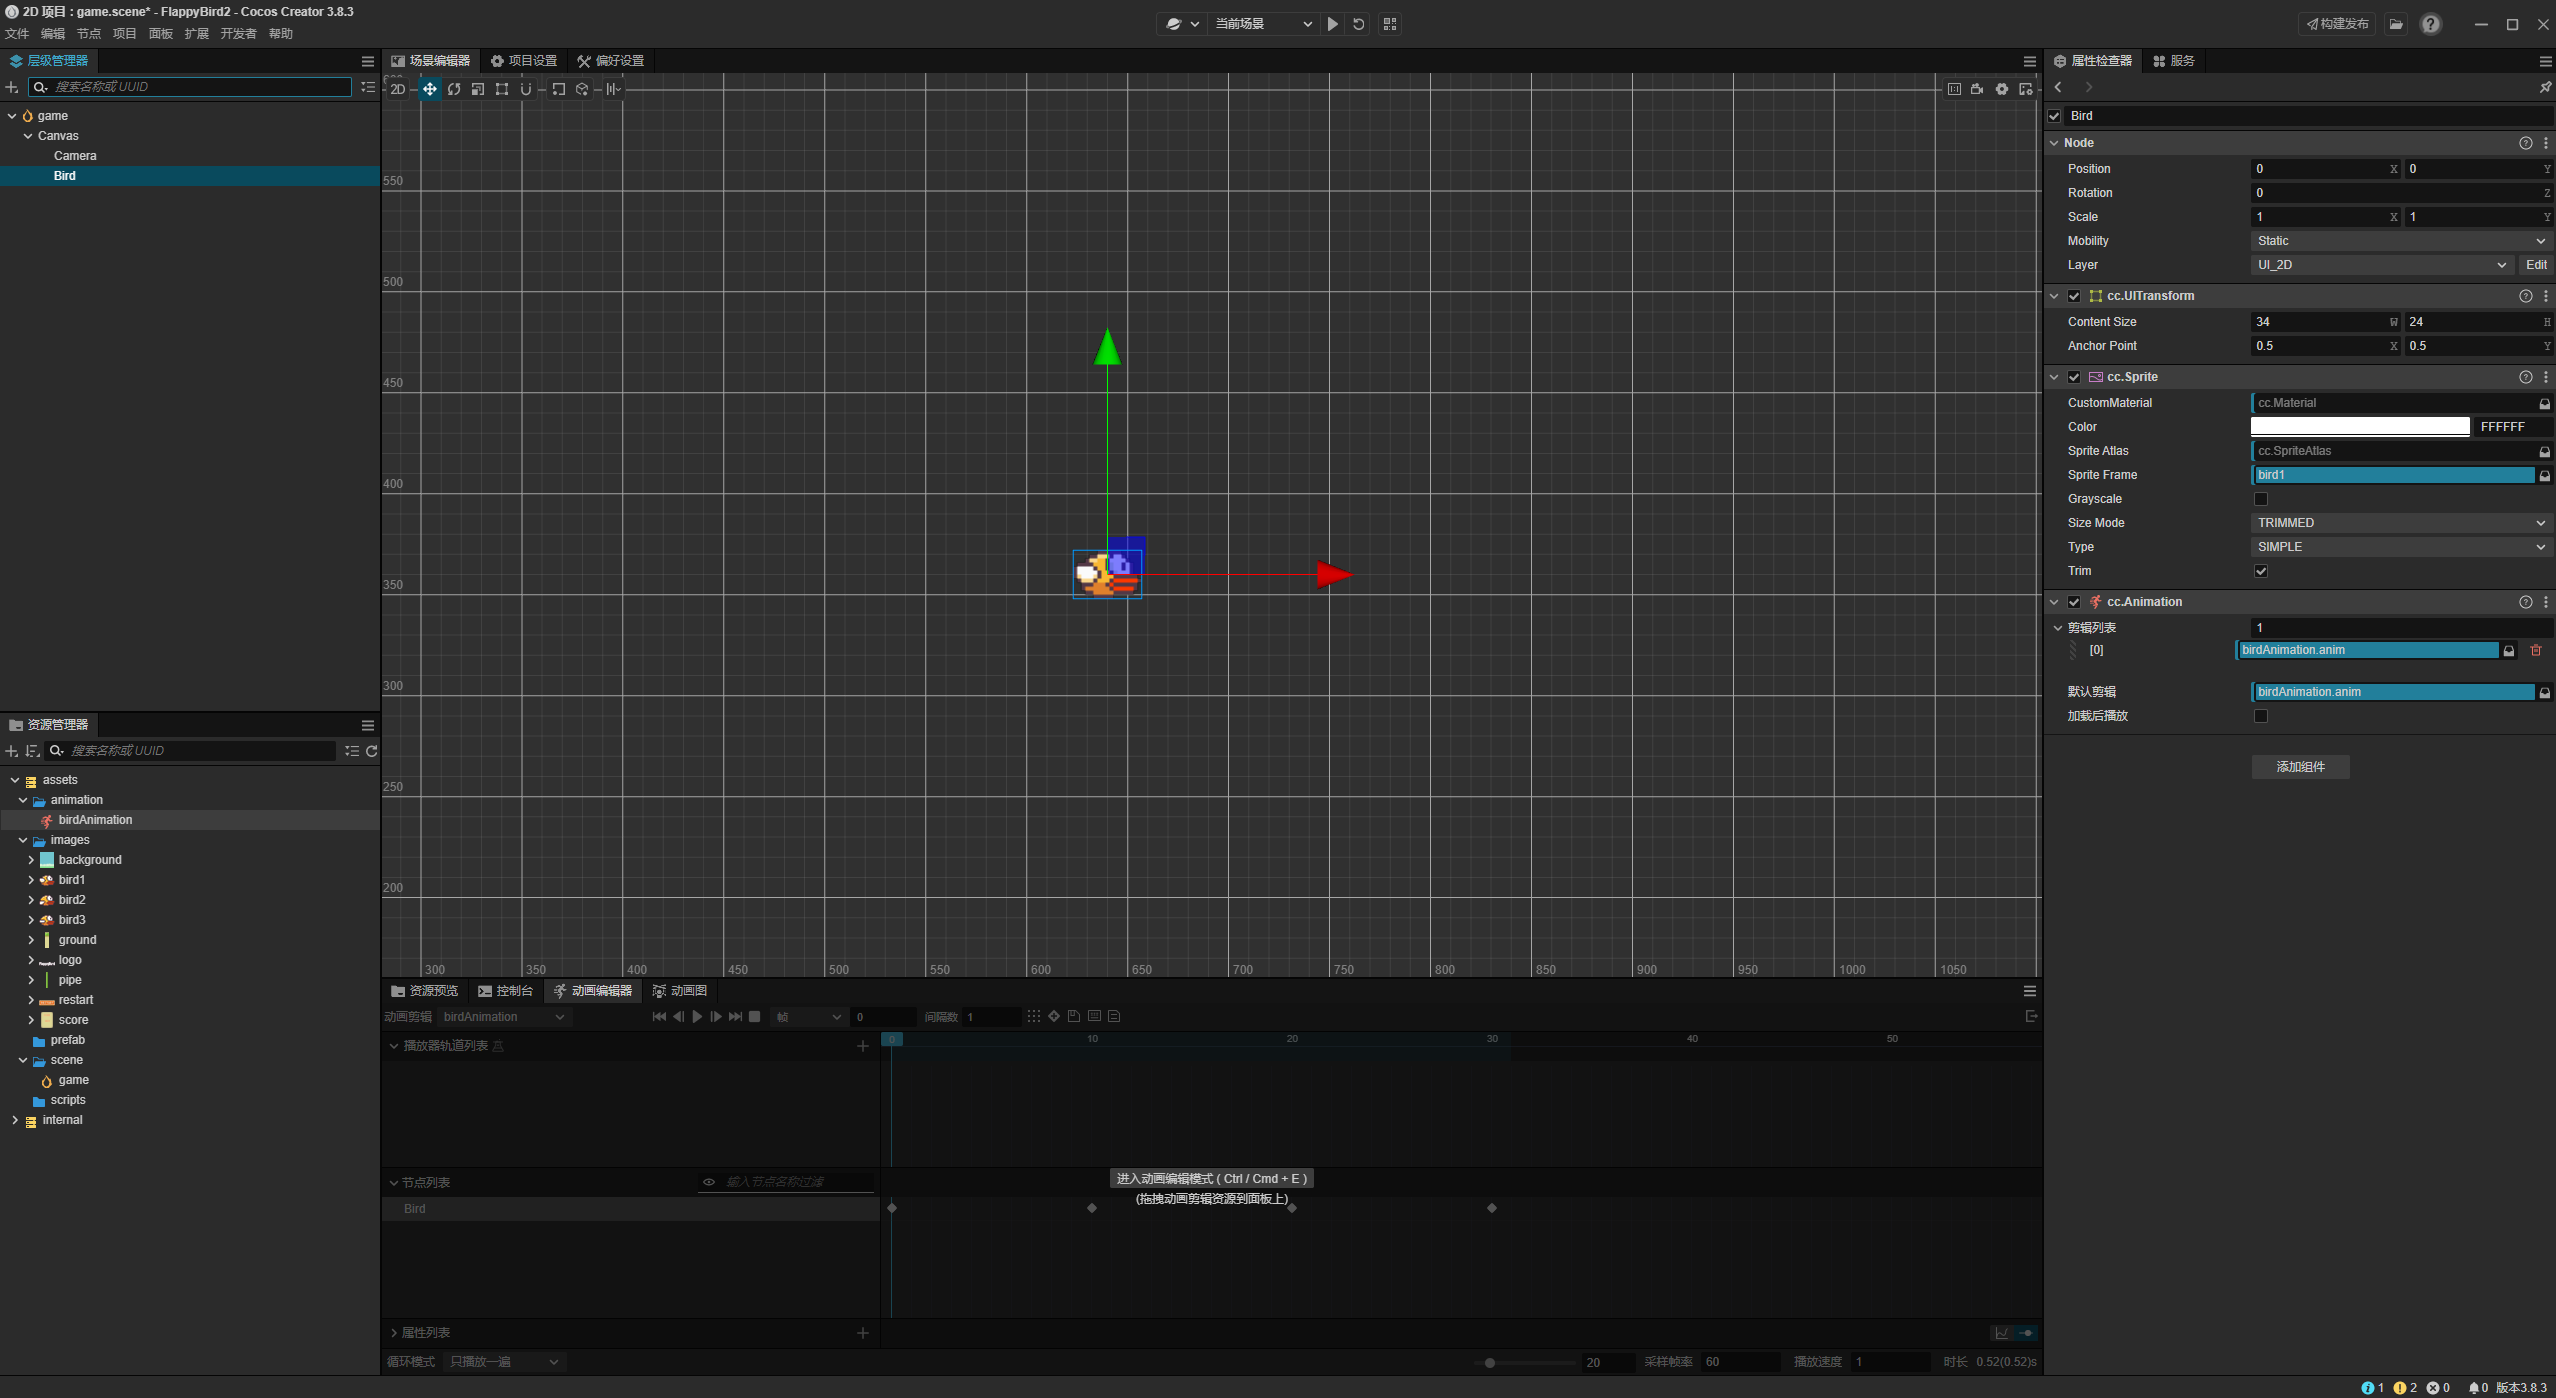 2D 项目 : game.scene* - FlappyBird2 - Cocos Creator 3.8.3
文件 编辑 节点 项目 面板 扩展 开发者 帮助
当前场景
构建发布
层级管理器
搜索名称或 UUID
game
Canvas
Camera
Bird
资源管理器
搜索名称或 UUID
assets
animation
birdAnimation
images
background
bird1
bird2
bird3
ground
logo
pipe
restart
score
prefab
scene
game
scripts
internal
场景编辑器 项目设置 偏好设置
2D
550
500
450
400
350
300
250
200
300 350 400 450 500 550 600 650 700 750 800 850 900 950 1000 1050
资源预览 控制台 动画编辑器 动画图
动画剪辑 birdAnimation 帧 0 间隔数 1
播放器轨道列表
0 10 20 30 40 50
节点列表 输入节点名称过滤
进入动画编辑模式 ( Ctrl / Cmd + E )
(拖拽动画剪辑资源到面板上)
Bird
属性列表
循环模式 只播放一遍 20 采样帧率 60 播放速度 1 时长 0.52(0.52)s
属性检查器 服务
Bird
Node
Position 0 X 0 Y
Rotation 0 Z
Scale 1 X 1 Y
Mobility Static
Layer UI_2D Edit
cc.UITransform
Content Size 34 W 24 H
Anchor Point 0.5 X 0.5 Y
cc.Sprite
CustomMaterial cc.Material
Color FFFFFF
Sprite Atlas cc.SpriteAtlas
Sprite Frame bird1
Grayscale
Size Mode TRIMMED
Type SIMPLE
Trim
cc.Animation
剪辑列表 1
[0] birdAnimation.anim
默认剪辑 birdAnimation.anim
加载后播放
添加组件
1 2 0 0 版本3.8.3